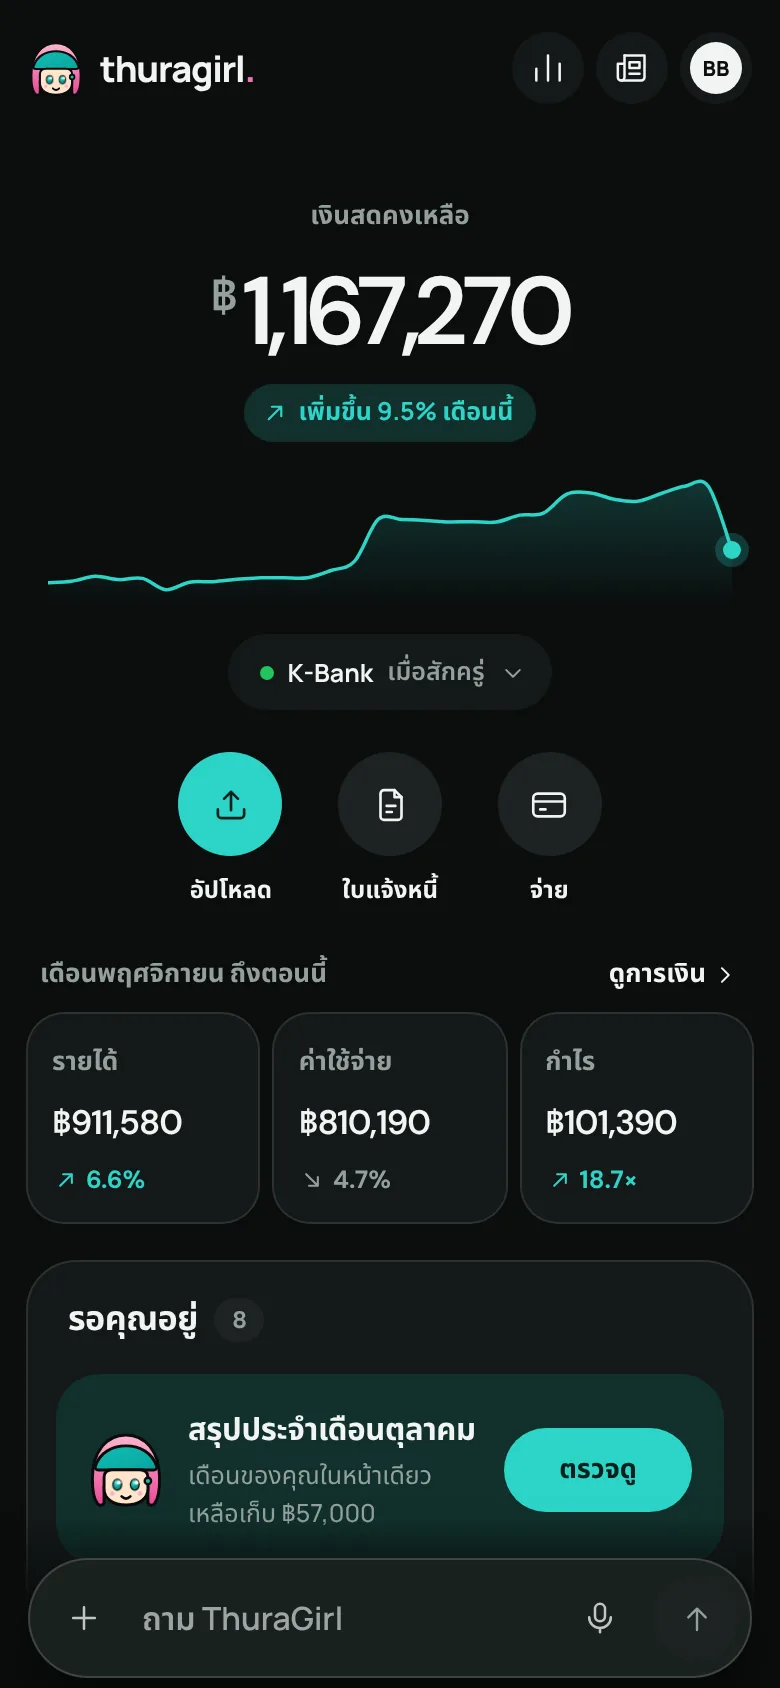 thuragirl.
BB
เงินสดคงเหลือ
฿1,167,270
เพิ่มขึ้น 9.5% เดือนนี้
K-Bank เมื่อสักครู่
อัปโหลด ใบแจ้งหนี้ จ่าย
เดือนพฤศจิกายน ถึงตอนนี้ ดูการเงิน
รายได้ ค่าใช้จ่าย กำไร
฿911,580 ฿810,190 ฿101,390
6.6% 4.7% 18.7×
รอคุณอยู่ 8
สรุปประจำเดือนตุลาคม
เดือนของคุณในหน้าเดียว
เหลือเก็บ ฿57,000
ตรวจดู
ถาม ThuraGirl